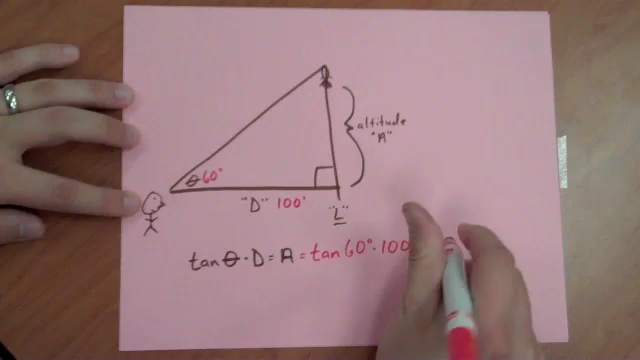 altitude
"A"
θ 60°
"D" 100'
"L"
tan θ · D = A = tan 60° · 100